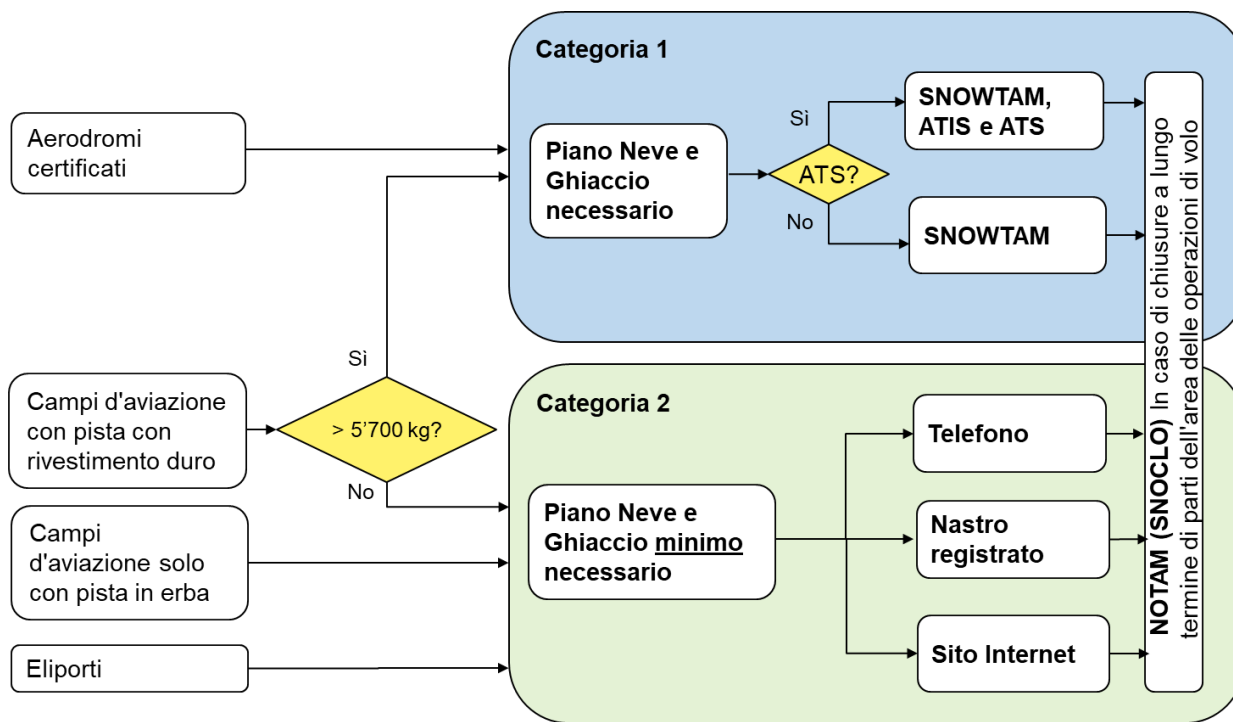 Categoria 1
Aerodromi
certificati
Piano Neve e
Ghiaccio
necessario
ATS?
Sì
SNOWTAM,
ATIS e ATS
No
SNOWTAM
Campi d'aviazione
con pista con
rivestimento duro
> 5’700 kg?
Sì
No
Campi
d'aviazione solo
con pista in erba
Eliporti
Categoria 2
Piano Neve e
Ghiaccio minimo
necessario
Telefono
Nastro
registrato
Sito Internet
NOTAM (SNOCLO) In caso di chiusure a lungo
termine di parti dell'area delle operazioni di volo